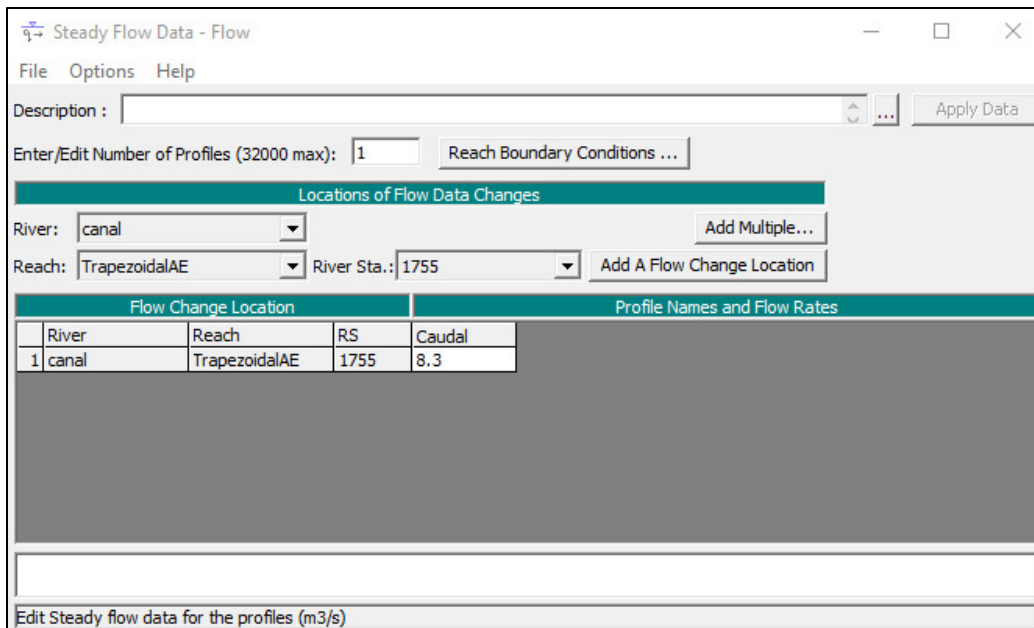 Steady Flow Data - Flow
File Options Help
Description : ... Apply Data
Enter/Edit Number of Profiles (32000 max): 1 Reach Boundary Conditions ...
Locations of Flow Data Changes
River: canal Add Multiple...
Reach: TrapezoidalAE River Sta.: 1755 Add A Flow Change Location
Flow Change Location Profile Names and Flow Rates
River Reach RS Caudal
1 canal TrapezoidalAE 1755 8.3
Edit Steady flow data for the profiles (m3/s)